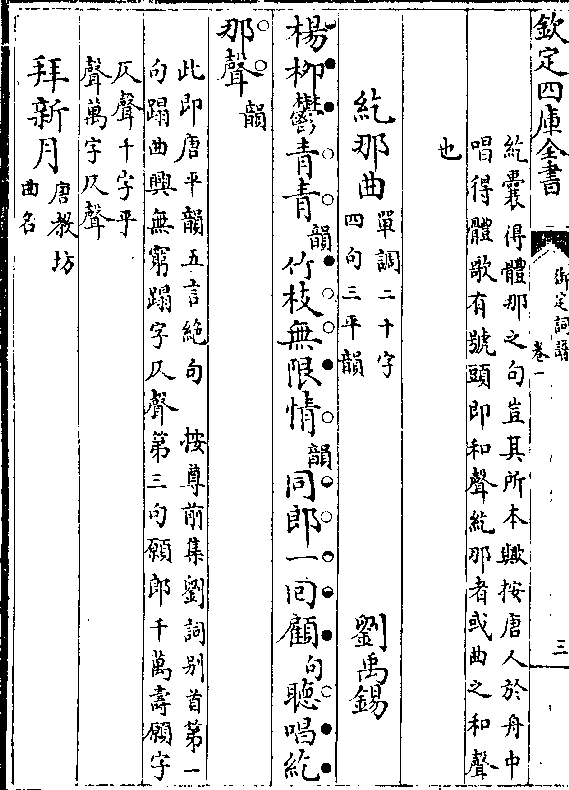 欽定四庫全書
御定詞譜
卷一
三
紇囊得體那之句豈其所本歟按唐人於舟中
唱得體歌有號頭即和聲紇那者或曲之和聲
也
紇那曲 單調二十字四句三平韻 劉禹錫
楊柳鬱青青韻竹枝無限情韻同郎一回顧句聽唱紇
那聲韻
此即唐平韻五言絶句 按尊前集劉詞别首第一
句蹋曲興無窮蹋字仄聲第三句願郎千萬壽願字
仄聲千字平
聲萬字仄聲
拜新月 唐教坊曲名